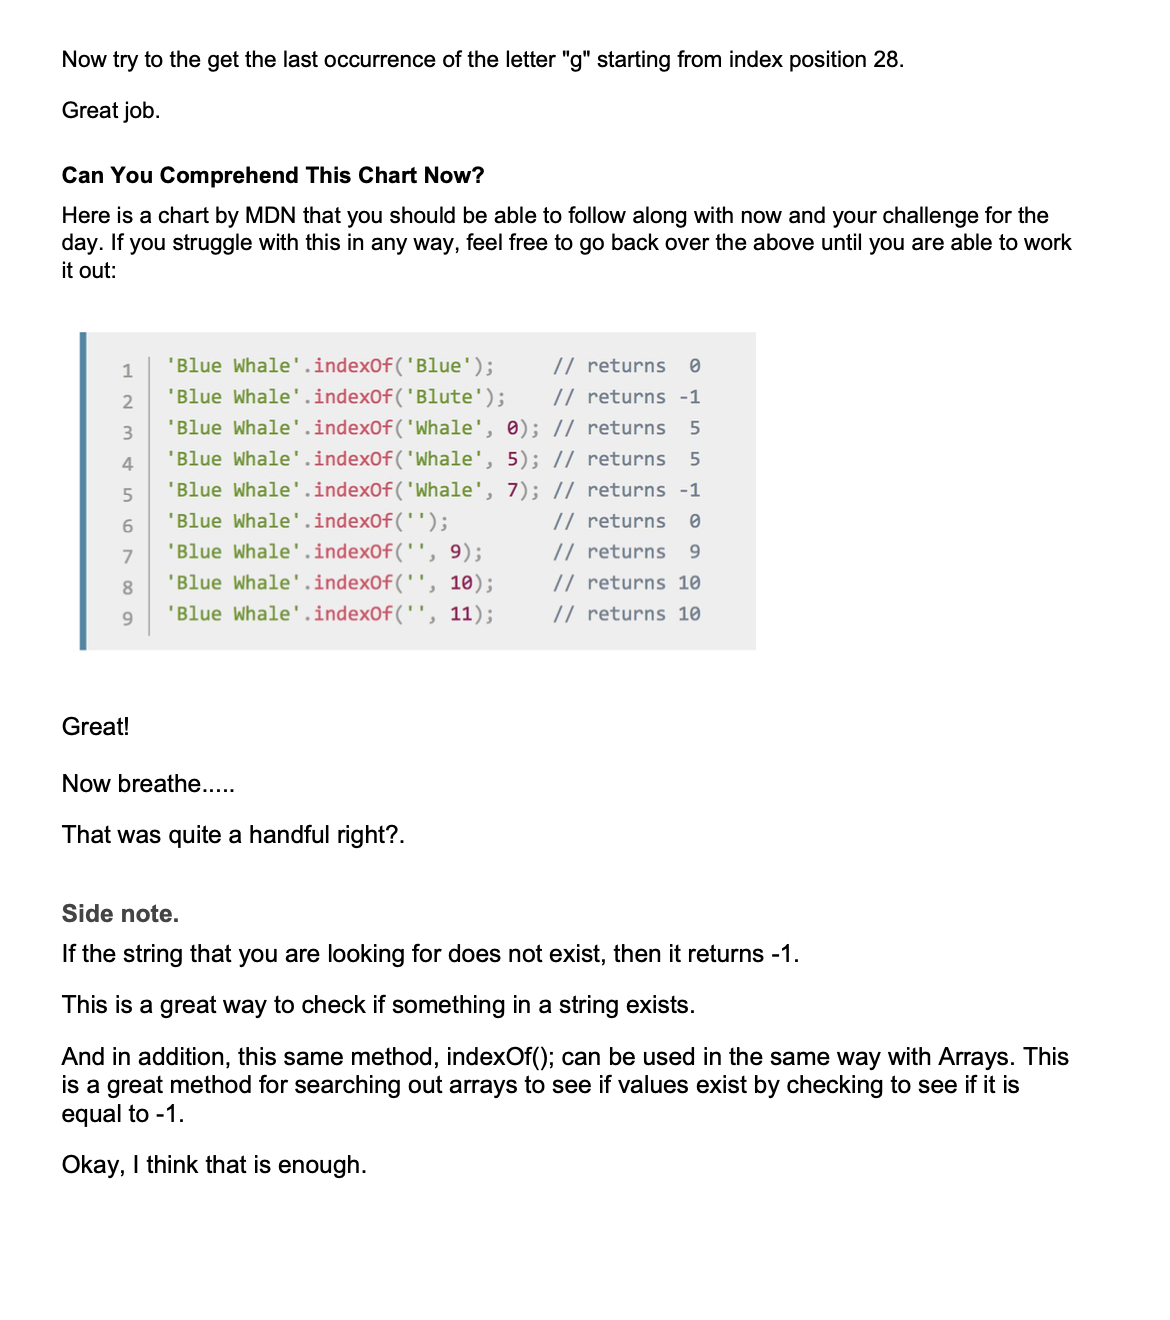 Now try to the get the last occurrence of the letter "g" starting from index position 28.
Great job.
Can You Comprehend This Chart Now?
Here is a chart by MDN that you should be able to follow along with now and your challenge for the
day. If you struggle with this in any way, feel free to go back over the above until you are able to work
it out:
1 'Blue Whale'.indexOf('Blue');     // returns  0
2 'Blue Whale'.indexOf('Blute');    // returns -1
3 'Blue Whale'.indexOf('Whale', 0); // returns  5
4 'Blue Whale'.indexOf('Whale', 5); // returns  5
5 'Blue Whale'.indexOf('Whale', 7); // returns -1
6 'Blue Whale'.indexOf('');         // returns  0
7 'Blue Whale'.indexOf('', 9);      // returns  9
8 'Blue Whale'.indexOf('', 10);     // returns 10
9 'Blue Whale'.indexOf('', 11);     // returns 10
Great!
Now breathe.....
That was quite a handful right?.
Side note.
If the string that you are looking for does not exist, then it returns -1.
This is a great way to check if something in a string exists.
And in addition, this same method, indexOf(); can be used in the same way with Arrays. This
is a great method for searching out arrays to see if values exist by checking to see if it is
equal to -1.
Okay, I think that is enough.